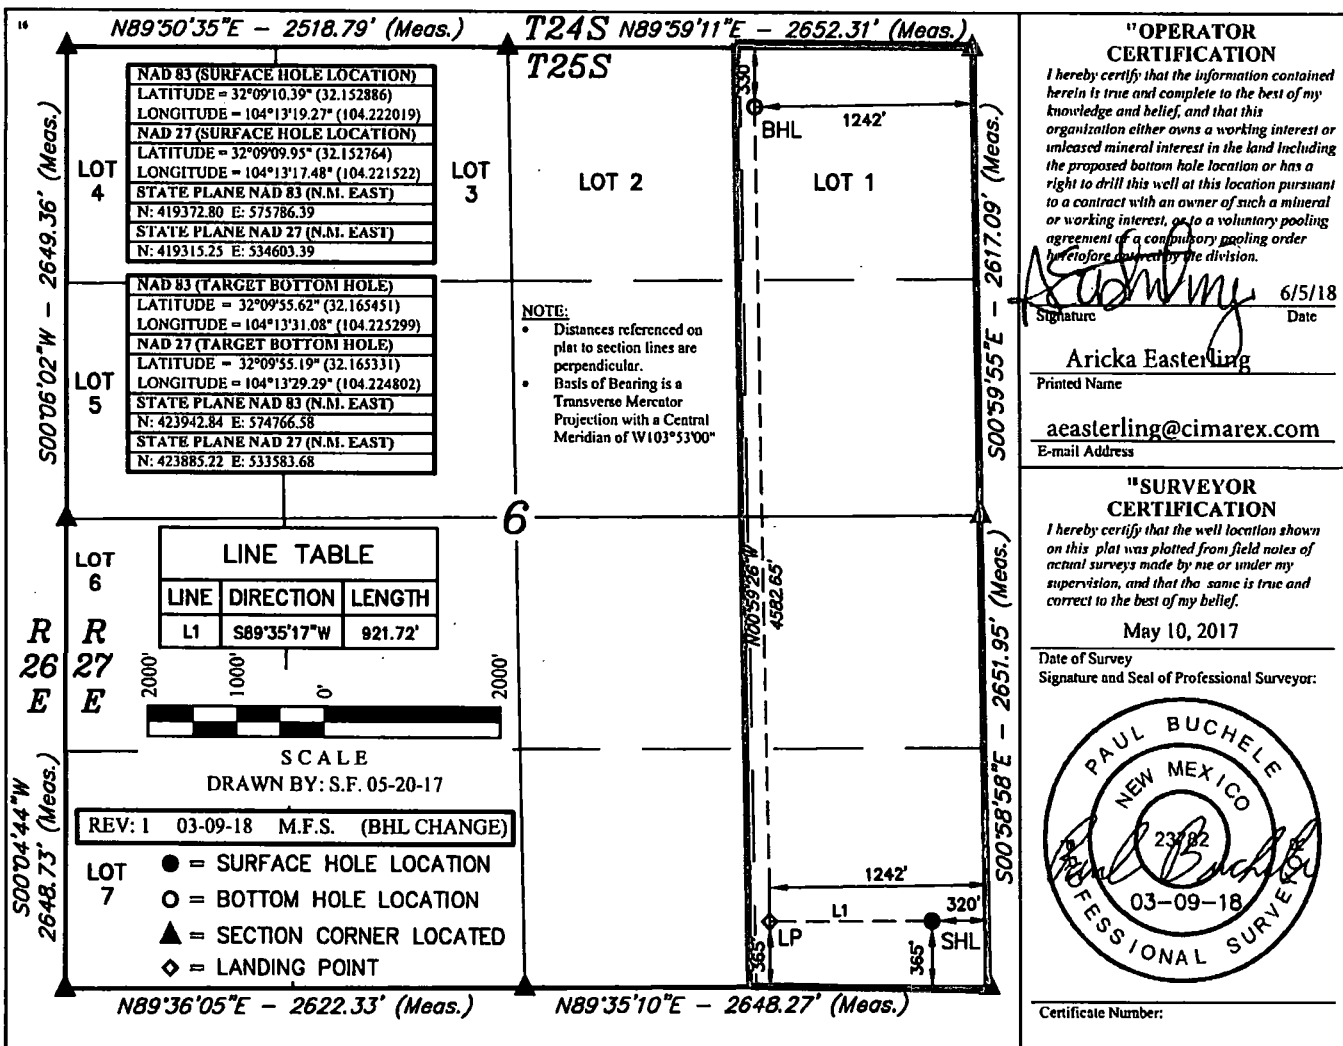 16
N89°50'35"E - 2518.79' (Meas.)
T24S
N89°59'11"E - 2652.31' (Meas.)
T25S
S00°06'02"W - 2649.36' (Meas.)
LOT 4
NAD 83 (SURFACE HOLE LOCATION)
LATITUDE = 32°09'10.39" (32.152886)
LONGITUDE = 104°13'19.27" (104.222019)
NAD 27 (SURFACE HOLE LOCATION)
LATITUDE = 32°09'09.95" (32.152764)
LONGITUDE = 104°13'17.48" (104.221522)
STATE PLANE NAD 83 (N.M. EAST)
N: 419372.80 E: 575786.39
STATE PLANE NAD 27 (N.M. EAST)
N: 419315.25 E: 534603.39
LOT 3
LOT 2
LOT 1
330'
BHL
1242'
S00°59'55"E - 2617.09' (Meas.)
LOT 5
NAD 83 (TARGET BOTTOM HOLE)
LATITUDE = 32°09'55.62" (32.165451)
LONGITUDE = 104°13'31.08" (104.225299)
NAD 27 (TARGET BOTTOM HOLE)
LATITUDE = 32°09'55.19" (32.165331)
LONGITUDE = 104°13'29.29" (104.224802)
STATE PLANE NAD 83 (N.M. EAST)
N: 423942.84 E: 574766.58
STATE PLANE NAD 27 (N.M. EAST)
N: 423885.22 E: 533583.68
NOTE:
• Distances referenced on
plat to section lines are
perpendicular.
• Basis of Bearing is a
Transverse Mercator
Projection with a Central
Meridian of W103°53'00"
6
LOT 6
LINE TABLE
LINE DIRECTION LENGTH
L1 S89°35'17"W 921.72'
N00°59'26"W
4582.65'
R R
26 27
E E
2000' 1000' 0' 2000'
SCALE
DRAWN BY: S.F. 05-20-17
REV: 1 03-09-18 M.F.S. (BHL CHANGE)
S00°04'44"W
2648.73' (Meas.)
LOT 7
● = SURFACE HOLE LOCATION
○ = BOTTOM HOLE LOCATION
▲ = SECTION CORNER LOCATED
◇ = LANDING POINT
S00°58'58"E - 2651.95' (Meas.)
1242'
L1
320'
LP
SHL
365'
365'
N89°36'05"E - 2622.33' (Meas.)
N89°35'10"E - 2648.27' (Meas.)
"OPERATOR
CERTIFICATION
I hereby certify that the information contained
herein is true and complete to the best of my
knowledge and belief, and that this
organization either owns a working interest or
unleased mineral interest in the land including
the proposed bottom hole location or has a
right to drill this well at this location pursuant
to a contract with an owner of such a mineral
or working interest, or to a voluntary pooling
agreement or a compulsory pooling order
heretofore entered by the division.
6/5/18
Signature Date
Aricka Easterling
Printed Name
aeasterling@cimarex.com
E-mail Address
"SURVEYOR
CERTIFICATION
I hereby certify that the well location shown
on this plat was plotted from field notes of
actual surveys made by me or under my
supervision, and that the same is true and
correct to the best of my belief.
May 10, 2017
Date of Survey
Signature and Seal of Professional Surveyor:
PAUL BUCHELE
NEW MEXICO
23782
Paul Buchele
03-09-18
PROFESSIONAL SURVEYOR
Certificate Number: